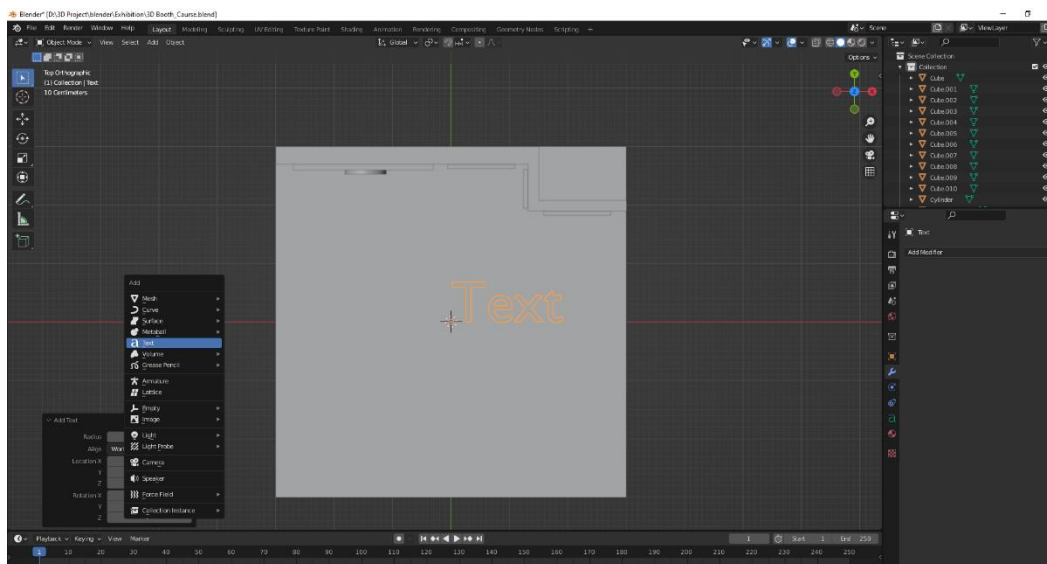 Blender* [D:\3D Project\blender\Exhibition\3D Booth_Caurse.blend]
File Edit Render Window Help Layout Modeling Sculpting UV Editing Texture Paint Shading Animation Rendering Compositing Geometry Nodes Scripting + Scene ViewLayer
Object Mode View Select Add Object Global
Options
Top Orthographic
(1) Collection | Text
10 Centimeters
Y
X
Z
Scene Collection
Collection
Cube
Cube.001
Cube.002
Cube.003
Cube.004
Cube.005
Cube.006
Cube.007
Cube.008
Cube.009
Cube.010
Cylinder
Text
Add Modifier
Text
Add
Mesh
Curve
Surface
Metaball
Text
Volume
Grease Pencil
Armature
Lattice
Empty
Image
Light
Light Probe
Camera
Speaker
Force Field
Collection Instance
Add Text
Radius
Align Worl
Location X
Y
Z
Rotation X
Y
Z
Playback Keying View Marker 1 Start 1 End 250
1 10 20 30 40 50 60 70 80 90 100 110 120 130 140 150 160 170 180 190 200 210 220 230 240 250